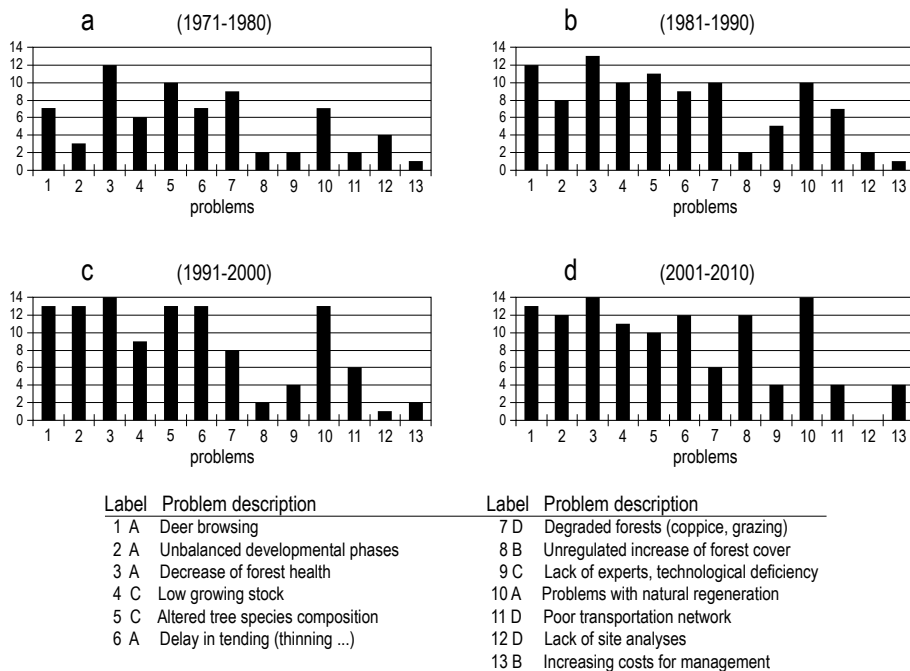 a (1971-1980)
14
12
10
8
6
4
2
0
1 2 3 4 5 6 7 8 9 10 11 12 13
problems
b (1981-1990)
14
12
10
8
6
4
2
0
1 2 3 4 5 6 7 8 9 10 11 12 13
problems
c (1991-2000)
14
12
10
8
6
4
2
0
1 2 3 4 5 6 7 8 9 10 11 12 13
problems
d (2001-2010)
14
12
10
8
6
4
2
0
1 2 3 4 5 6 7 8 9 10 11 12 13
problems
Label Problem description
1 A Deer browsing
2 A Unbalanced developmental phases
3 A Decrease of forest health
4 C Low growing stock
5 C Altered tree species composition
6 A Delay in tending (thinning ...)
Label Problem description
7 D Degraded forests (coppice, grazing)
8 B Unregulated increase of forest cover
9 C Lack of experts, technological deficiency
10 A Problems with natural regeneration
11 D Poor transportation network
12 D Lack of site analyses
13 B Increasing costs for management